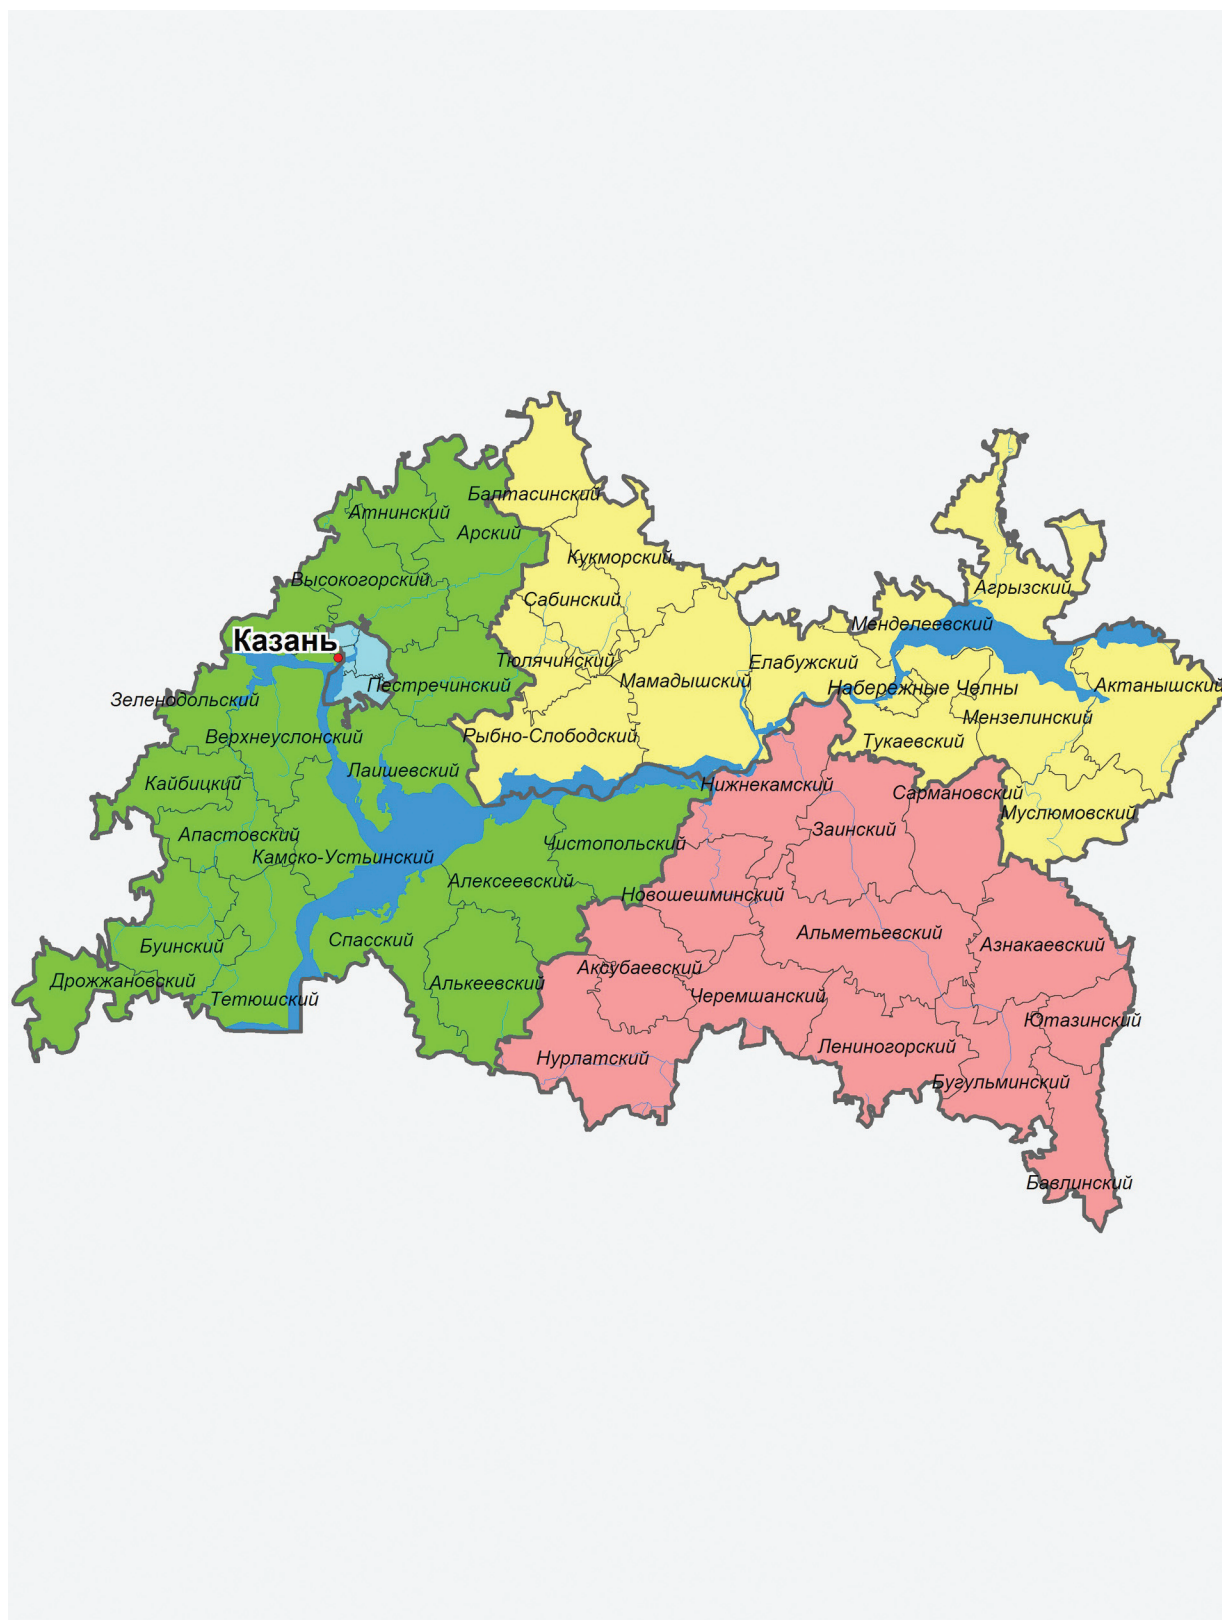 Балтасинский
Атнинский
Арский
Кукморский
Высокогорский
Агрызский
Сабинский
Менделеевский
Казань
Тюлячинский
Елабужский
Мамадышский
Пестречинский
Набережные Челны
Актанышский
Зеленодольский
Мензелинский
Верхнеуслонский
Рыбно-Слободский
Тукаевский
Лаишевский
Кайбицкий
Нижнекамский
Сармановский
Муслюмовский
Заинский
Апастовский
Чистопольский
Камско-Устьинский
Алексеевский
Новошешминский
Альметьевский
Спасский
Буинский
Азнакаевский
Аксубаевский
Дрожжановский
Алькеевский
Черемшанский
Тетюшский
Ютазинский
Лениногорский
Нурлатский
Бугульминский
Бавлинский